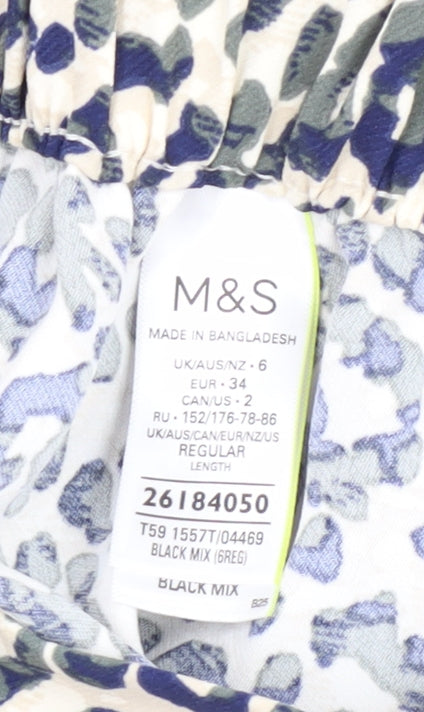 M&S
MADE IN BANGLADESH
UK/AUS/NZ • 6
EUR • 34
CAN/US • 2
RU • 152/176-78-86
UK/AUS/CAN/EUR/NZ/US
REGULAR
LENGTH
26184050
T59 1557T/04469
BLACK MIX (6REG)
BLACK MIX
B25